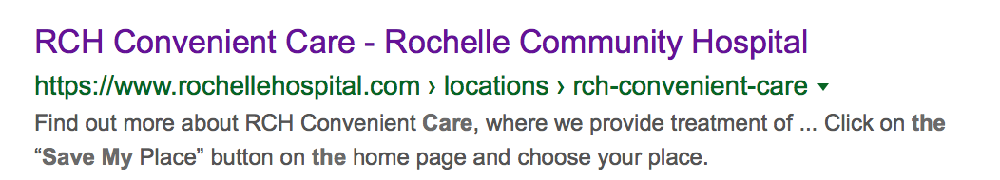 RCH Convenient Care - Rochelle Community Hospital
https://www.rochellehospital.com › locations › rch-convenient-care
Find out more about RCH Convenient Care, where we provide treatment of ... Click on the
“Save My Place” button on the home page and choose your place.